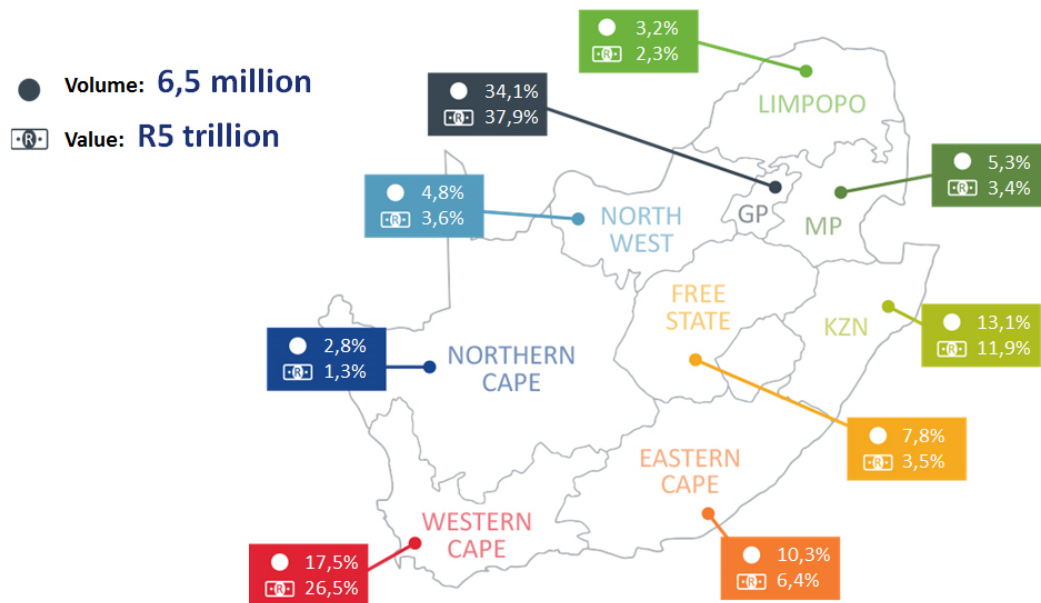 Volume: 6,5 million
Value: R5 trillion
3,2%
R 2,3%
LIMPOPO
34,1%
R 37,9%
5,3%
R 3,4%
4,8%
R 3,6%
NORTH
WEST
GP
MP
FREE
STATE
KZN
13,1%
R 11,9%
2,8%
R 1,3%
NORTHERN
CAPE
7,8%
R 3,5%
EASTERN
CAPE
WESTERN
CAPE
17,5%
R 26,5%
10,3%
R 6,4%